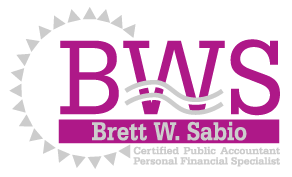 BWS
Brett W. Sabio
Certified Public Accountant
Personal Financial Specialist